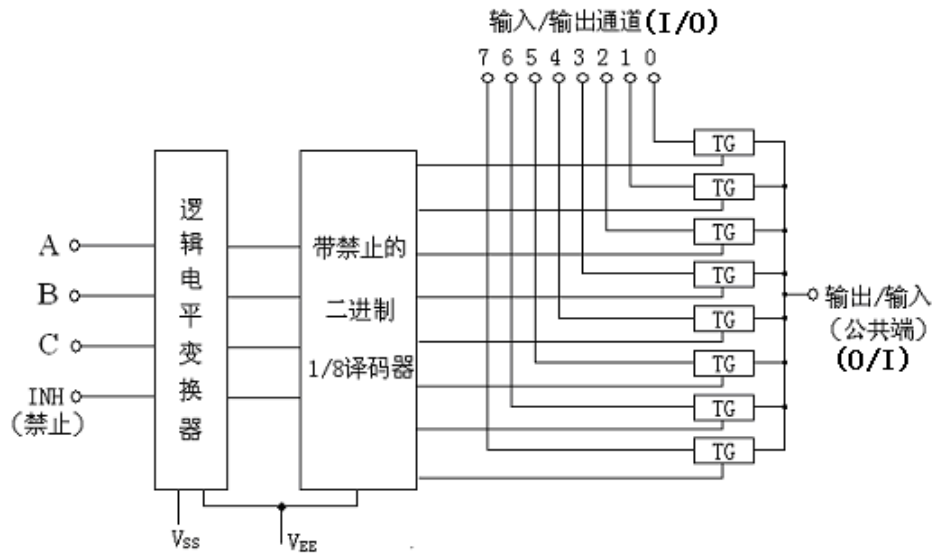 输入/输出通道(I/O)
7 6 5 4 3 2 1 0
TG
TG
TG
TG
TG
TG
TG
TG
A
B
C
INH
(禁止)
逻辑电平变换器
带禁止的
二进制
1/8译码器
输出/输入
(公共端)
(O/I)
VSS
VEE